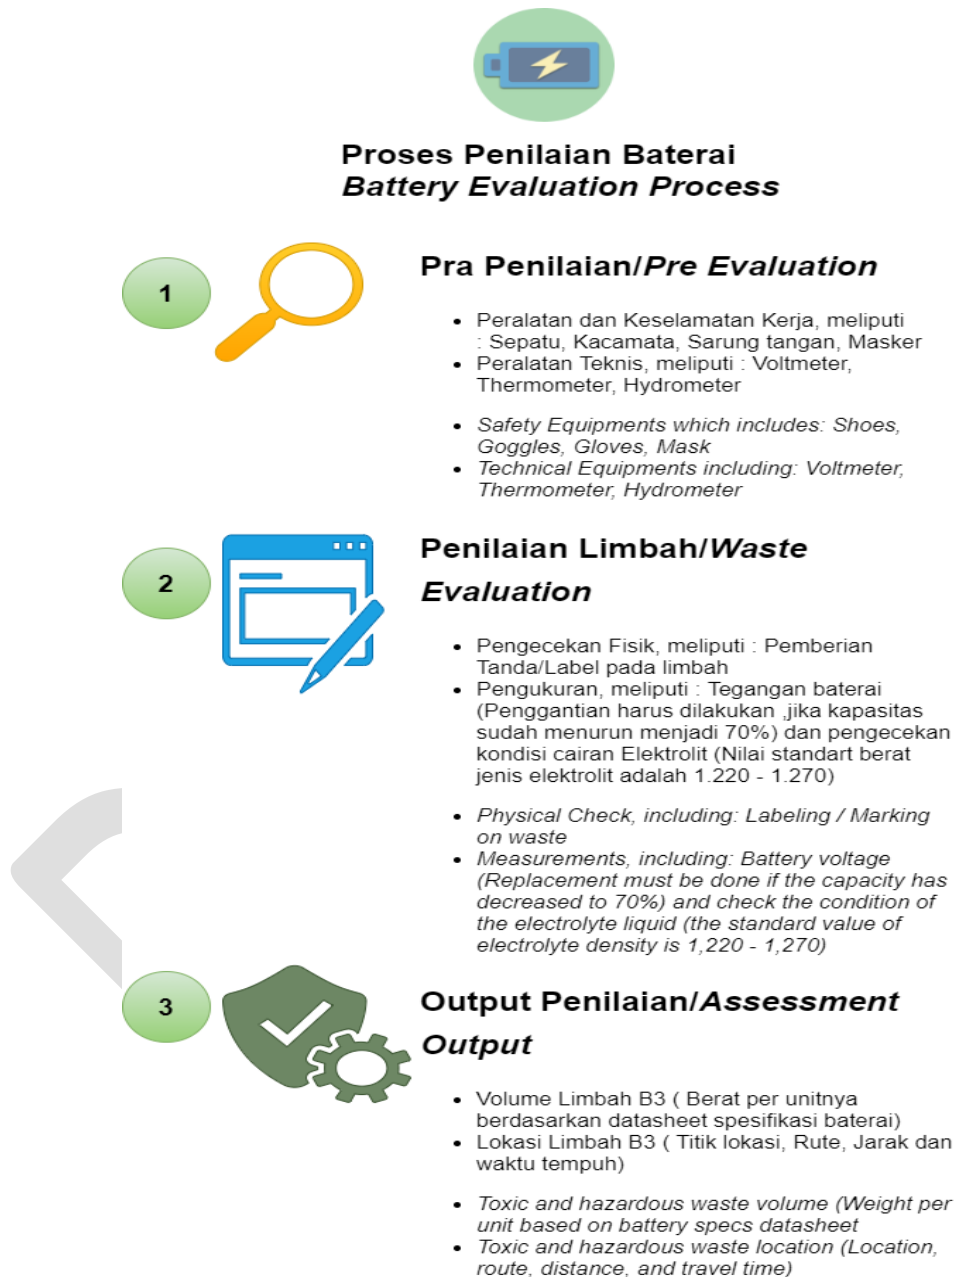 Proses Penilaian Baterai
Battery Evaluation Process
1
Pra Penilaian/Pre Evaluation
• Peralatan dan Keselamatan Kerja, meliputi
: Sepatu, Kacamata, Sarung tangan, Masker
• Peralatan Teknis, meliputi : Voltmeter,
Thermometer, Hydrometer
• Safety Equipments which includes: Shoes,
Goggles, Gloves, Mask
• Technical Equipments including: Voltmeter,
Thermometer, Hydrometer
2
Penilaian Limbah/Waste
Evaluation
• Pengecekan Fisik, meliputi : Pemberian
Tanda/Label pada limbah
• Pengukuran, meliputi : Tegangan baterai
(Penggantian harus dilakukan ,jika kapasitas
sudah menurun menjadi 70%) dan pengecekan
kondisi cairan Elektrolit (Nilai standart berat
jenis elektrolit adalah 1.220 - 1.270)
• Physical Check, including: Labeling / Marking
on waste
• Measurements, including: Battery voltage
(Replacement must be done if the capacity has
decreased to 70%) and check the condition of
the electrolyte liquid (the standard value of
electrolyte density is 1,220 - 1,270)
3
Output Penilaian/Assessment
Output
• Volume Limbah B3 ( Berat per unitnya
berdasarkan datasheet spesifikasi baterai)
• Lokasi Limbah B3 ( Titik lokasi, Rute, Jarak dan
waktu tempuh)
• Toxic and hazardous waste volume (Weight per
unit based on battery specs datasheet
• Toxic and hazardous waste location (Location,
route, distance, and travel time)